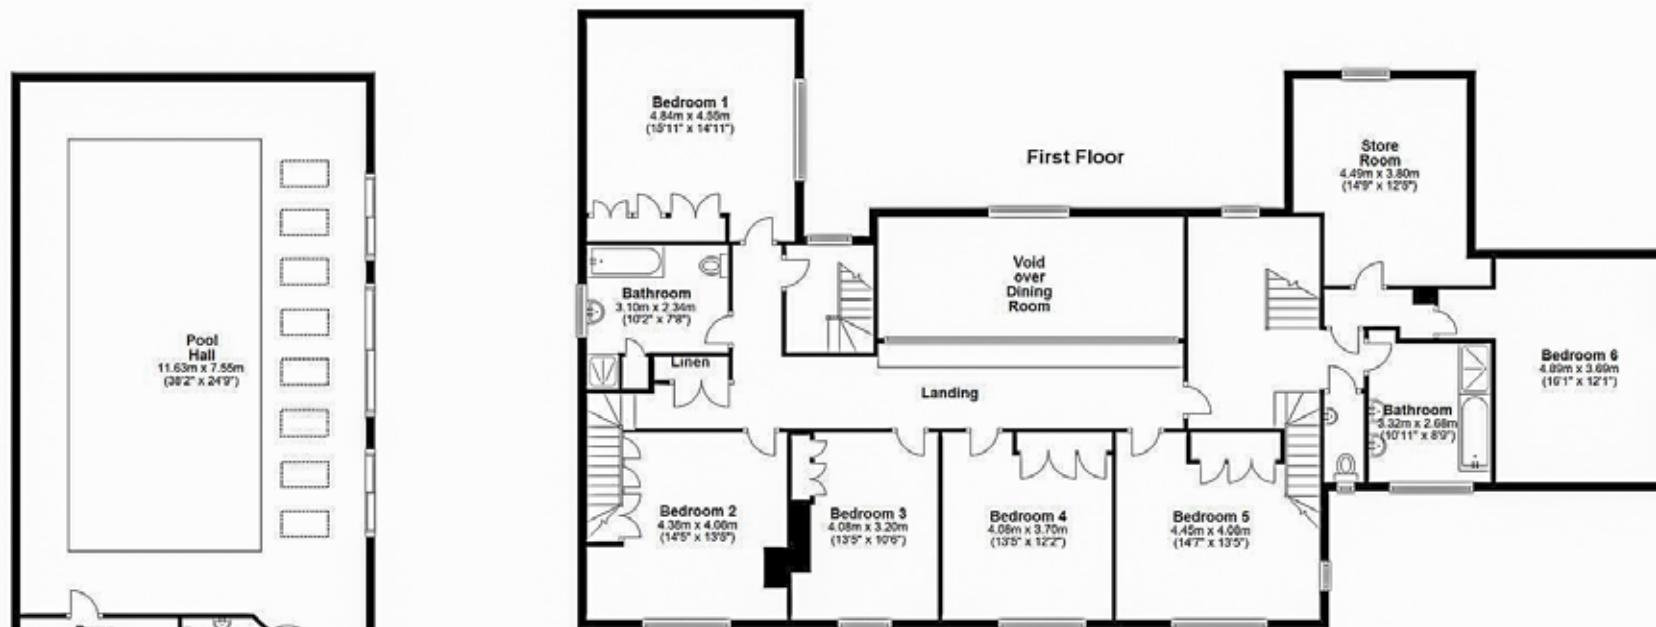 Pool
Hall
11.63m x 7.55m
(38'2" x 24'9")
Bedroom 1
4.84m x 4.55m
(15'11" x 14'11")
First Floor
Store
Room
4.49m x 3.80m
(14'9" x 12'5")
Void
over
Dining
Room
Bathroom
3.10m x 2.34m
(10'2" x 7'8")
Linen
Landing
Bedroom 6
4.89m x 3.69m
(16'1" x 12'1")
Bathroom
3.32m x 2.68m
(10'11" x 8'9")
Bedroom 2
4.38m x 4.08m
(14'5" x 13'5")
Bedroom 3
4.08m x 3.20m
(13'5" x 10'6")
Bedroom 4
4.08m x 3.70m
(13'5" x 12'2")
Bedroom 5
4.45m x 4.08m
(14'7" x 13'5")